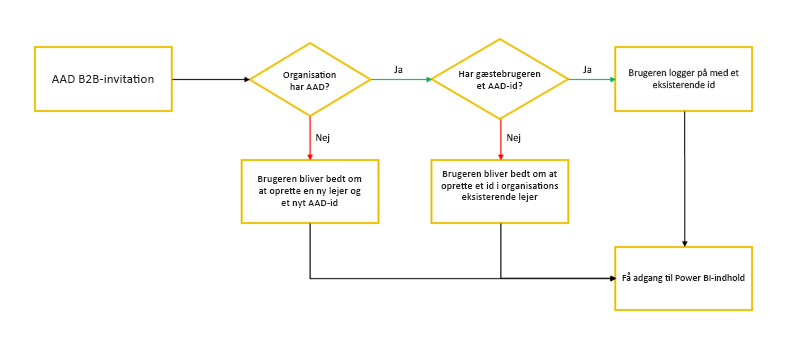 AAD B2B-invitation
Organisation
har AAD?
Ja
Har gæstebrugeren
et AAD-id?
Ja
Brugeren logger på med et
eksisterende id
Nej
Nej
Brugeren bliver bedt om
at oprette en ny lejer og
et nyt AAD-id
Brugeren bliver bedt om at
oprette et id i organisations
eksisterende lejer
Få adgang til Power BI-indhold